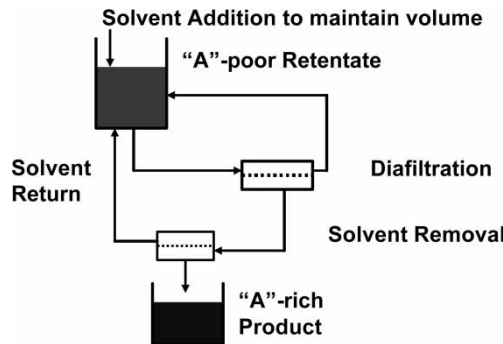 Solvent Addition to maintain volume
“A”-poor Retentate
Solvent
Return
Diafiltration
Solvent Removal
“A”-rich
Product